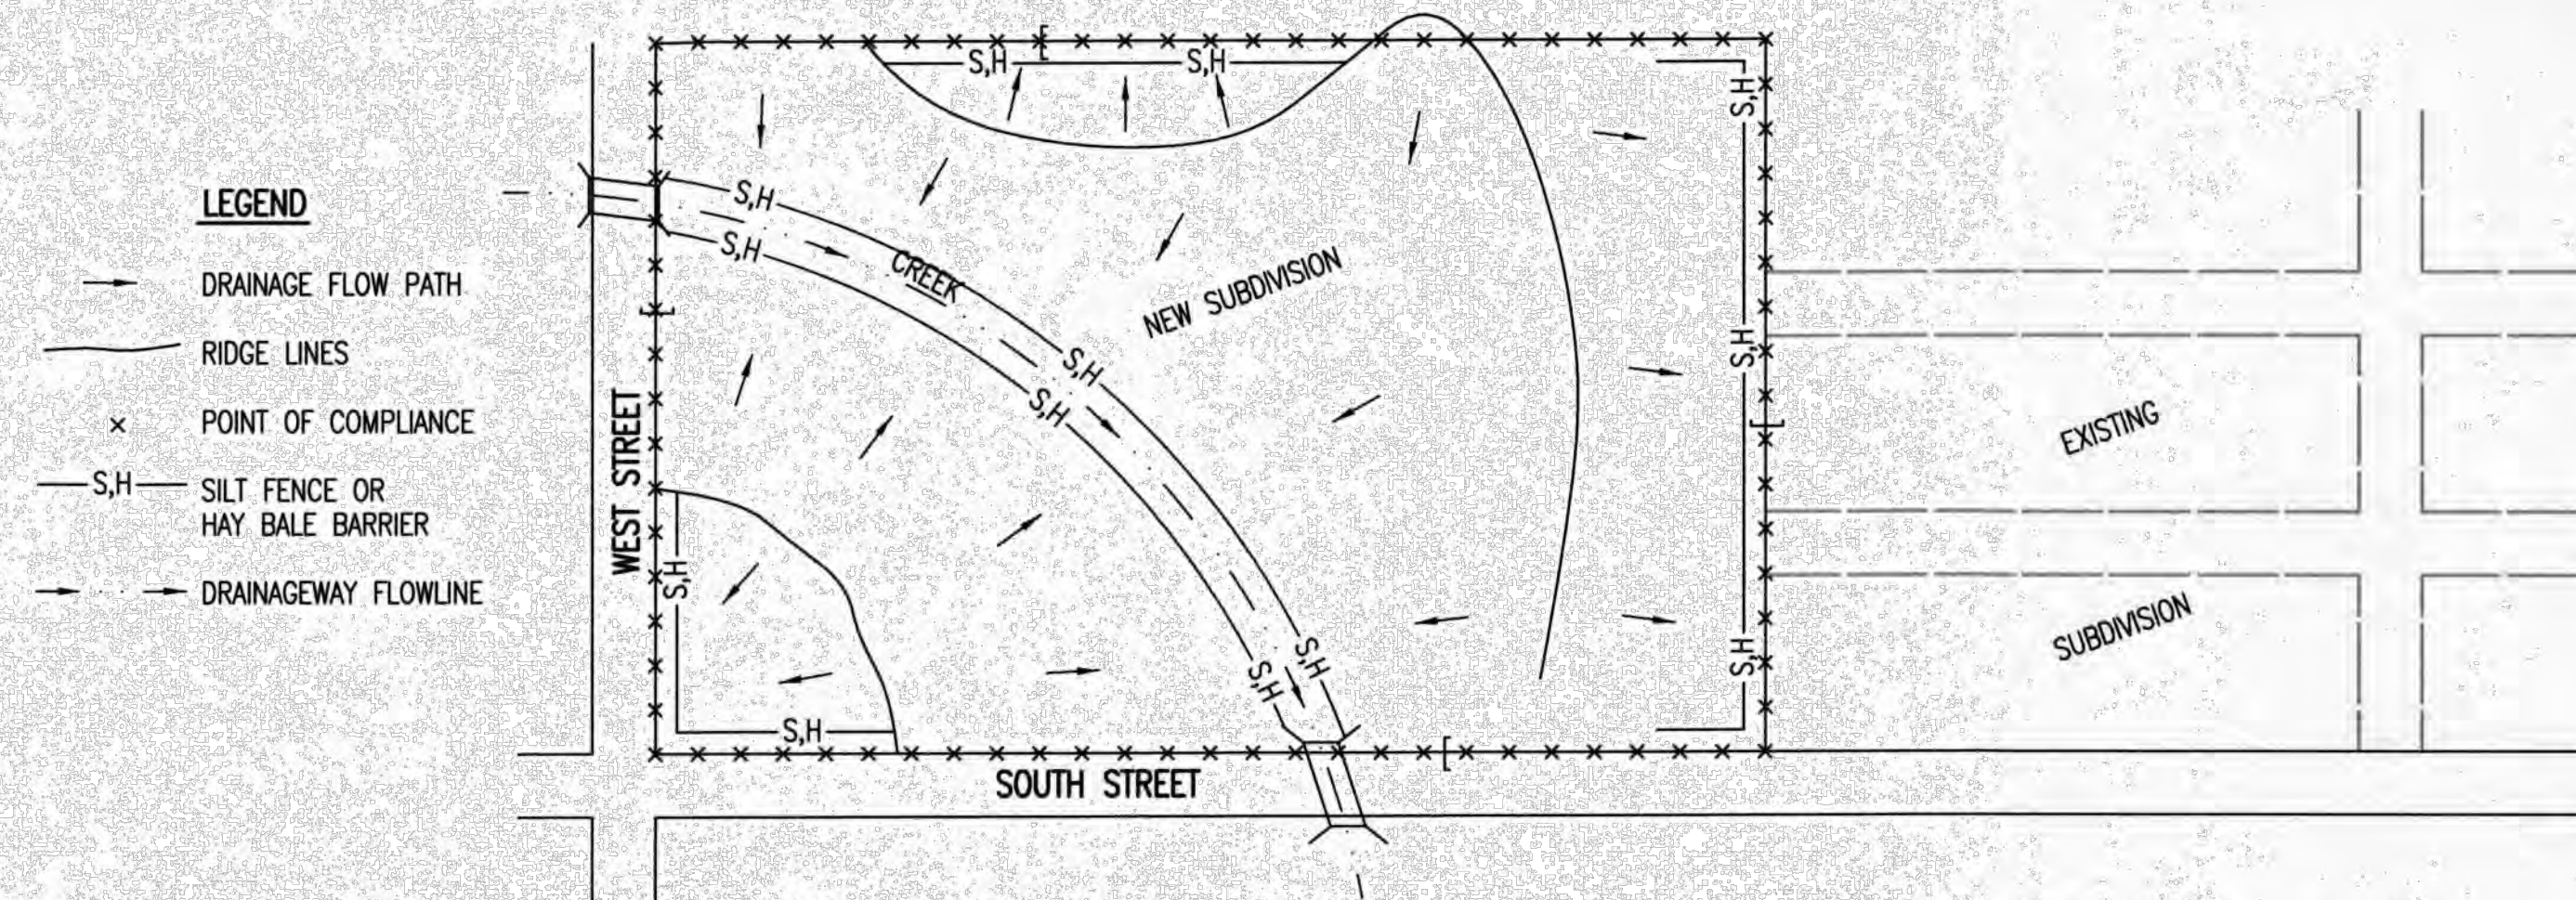 LEGEND
DRAINAGE FLOW PATH
RIDGE LINES
× POINT OF COMPLIANCE
S,H SILT FENCE OR
HAY BALE BARRIER
DRAINAGEWAY FLOWLINE
S,H
S,H
S,H
S,H
S,H
CREEK
NEW SUBDIVISION
S,H
S,H
S,H
WEST STREET
S,H
S,H
S,H
S,H
S,H
S,H
SOUTH STREET
EXISTING
SUBDIVISION